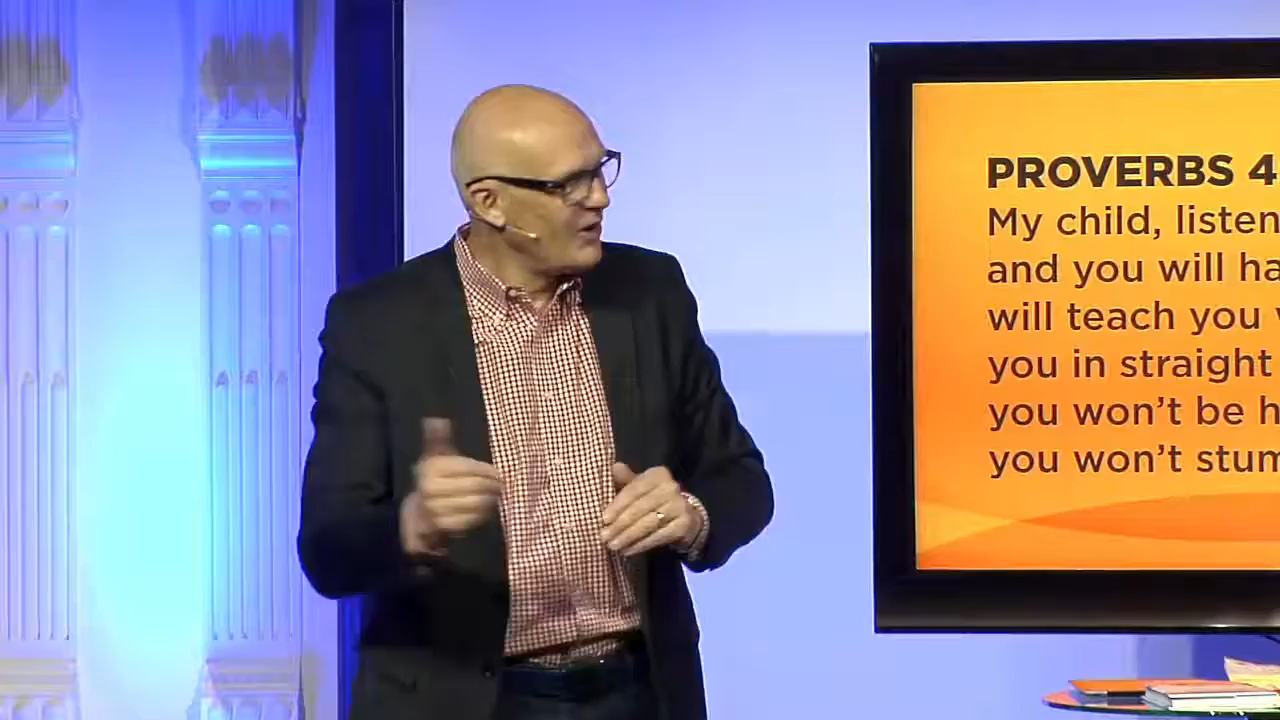 PROVERBS 4
My child, listen
and you will ha
will teach you
you in straight
you won't be h
you won't stum